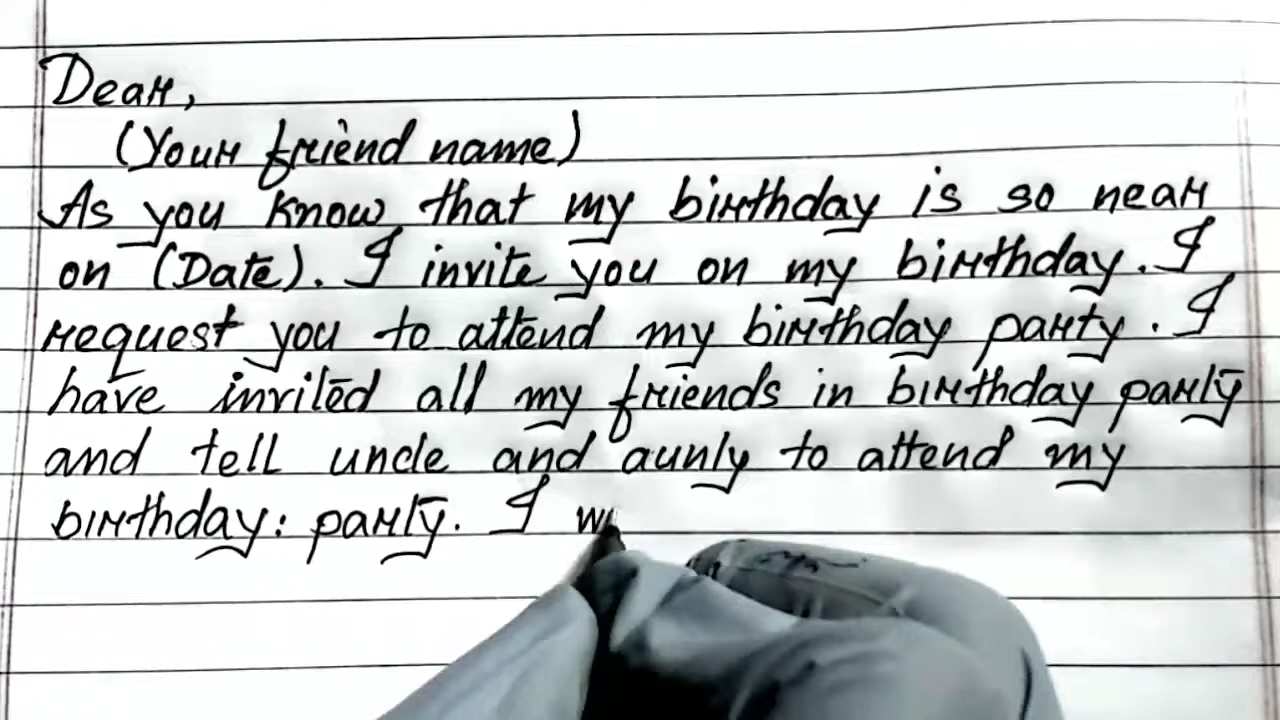 Dear,
(Your friend name)
As you know that my birthday is so near
on (Date). I invite you on my birthday. I
request you to attend my birthday party. I
have invited all my friends in birthday party
and tell uncle and aunty to attend my
birthday: party. I